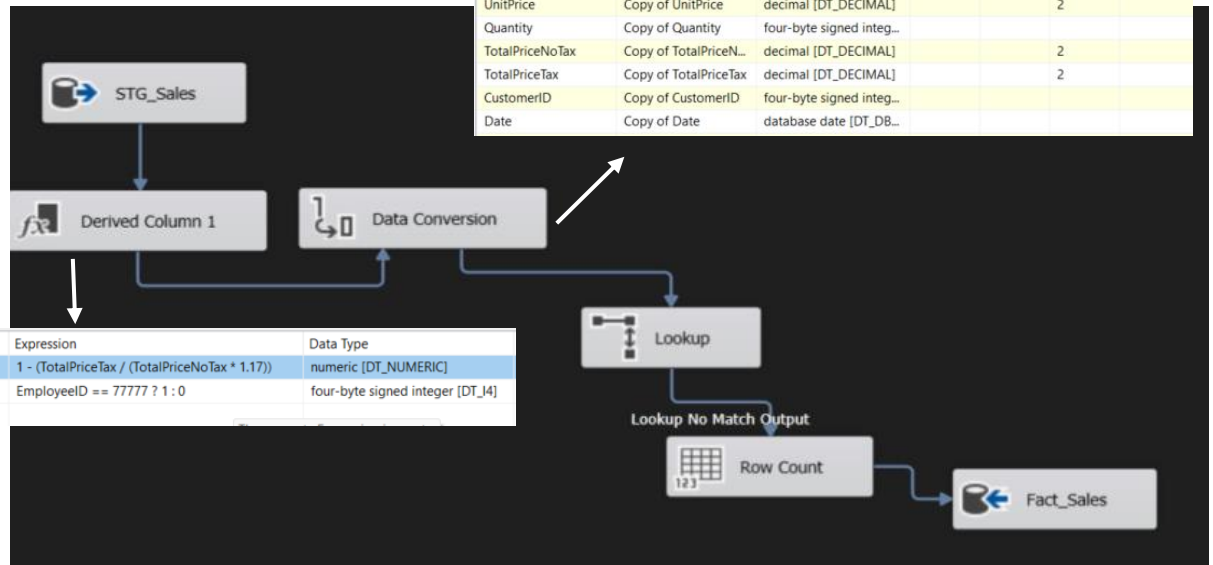 UnitPrice Copy of UnitPrice decimal [DT_DECIMAL] 2
Quantity Copy of Quantity four-byte signed integ...
TotalPriceNoTax Copy of TotalPriceN... decimal [DT_DECIMAL] 2
TotalPriceTax Copy of TotalPriceTax decimal [DT_DECIMAL] 2
CustomerID Copy of CustomerID four-byte signed integ...
Date Copy of Date database date [DT_DB...
STG_Sales
Derived Column 1
Data Conversion
Expression Data Type
1 - (TotalPriceTax / (TotalPriceNoTax * 1.17)) numeric [DT_NUMERIC]
EmployeeID == 77777 ? 1 : 0 four-byte signed integer [DT_I4]
Lookup
Lookup No Match Output
Row Count
123
Fact_Sales